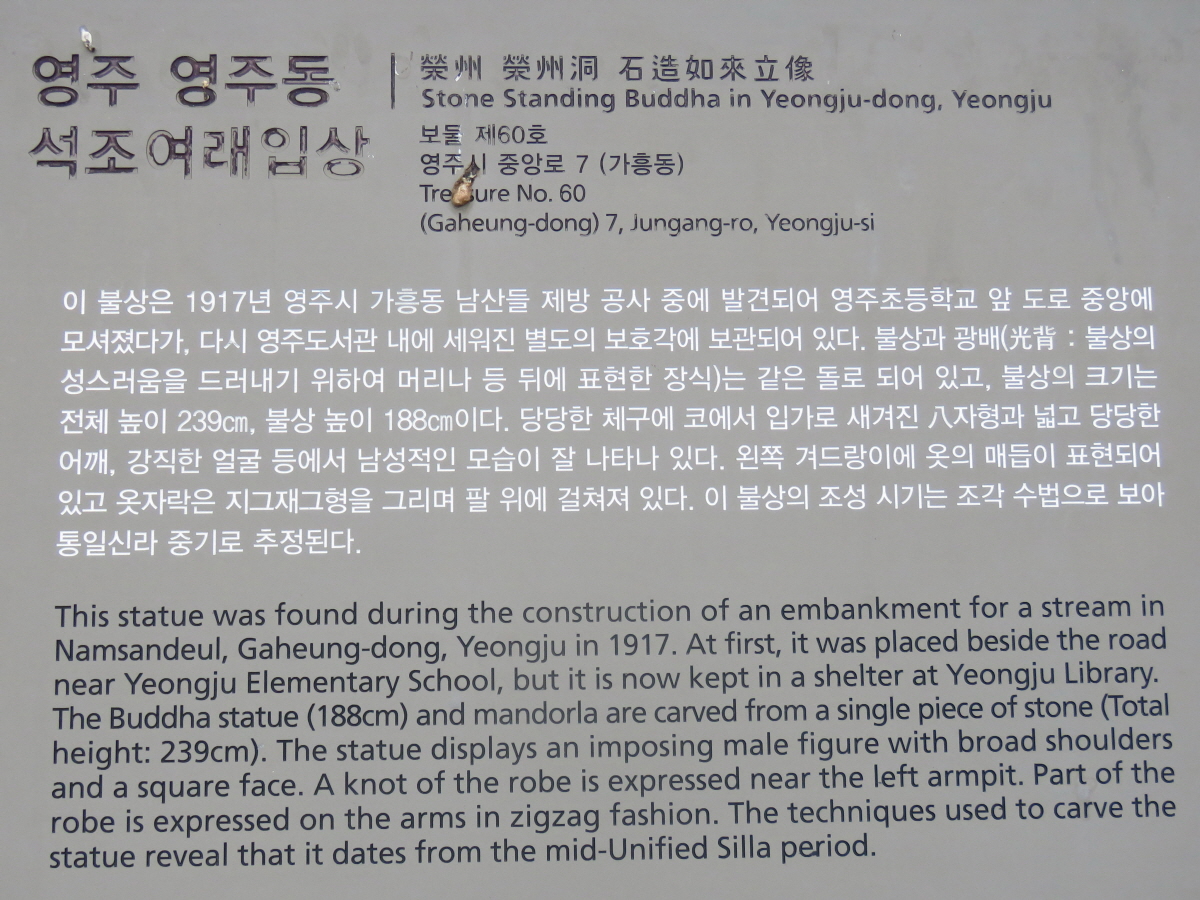 영주 영주동
석조여래입상
榮州 榮州洞 石造如來立像
Stone Standing Buddha in Yeongju-dong, Yeongju
보물 제60호
영주시 중앙로 7 (가흥동)
Treasure No. 60
(Gaheung-dong) 7, Jungang-ro, Yeongju-si
이 불상은 1917년 영주시 가흥동 남산들 제방 공사 중에 발견되어 영주초등학교 앞 도로 중앙에
모셔졌다가, 다시 영주도서관 내에 세워진 별도의 보호각에 보관되어 있다. 불상과 광배(光背 : 불상의
성스러움을 드러내기 위하여 머리나 등 뒤에 표현한 장식)는 같은 돌로 되어 있고, 불상의 크기는
전체 높이 239㎝, 불상 높이 188㎝이다. 당당한 체구에 코에서 입가로 새겨진 八자형과 넓고 당당한
어깨, 강직한 얼굴 등에서 남성적인 모습이 잘 나타나 있다. 왼쪽 겨드랑이에 옷의 매듭이 표현되어
있고 옷자락은 지그재그형을 그리며 팔 위에 걸쳐져 있다. 이 불상의 조성 시기는 조각 수법으로 보아
통일신라 중기로 추정된다.
This statue was found during the construction of an embankment for a stream in
Namsandeul, Gaheung-dong, Yeongju in 1917. At first, it was placed beside the road
near Yeongju Elementary School, but it is now kept in a shelter at Yeongju Library.
The Buddha statue (188cm) and mandorla are carved from a single piece of stone (Total
height: 239cm). The statue displays an imposing male figure with broad shoulders
and a square face. A knot of the robe is expressed near the left armpit. Part of the
robe is expressed on the arms in zigzag fashion. The techniques used to carve the
statue reveal that it dates from the mid-Unified Silla period.